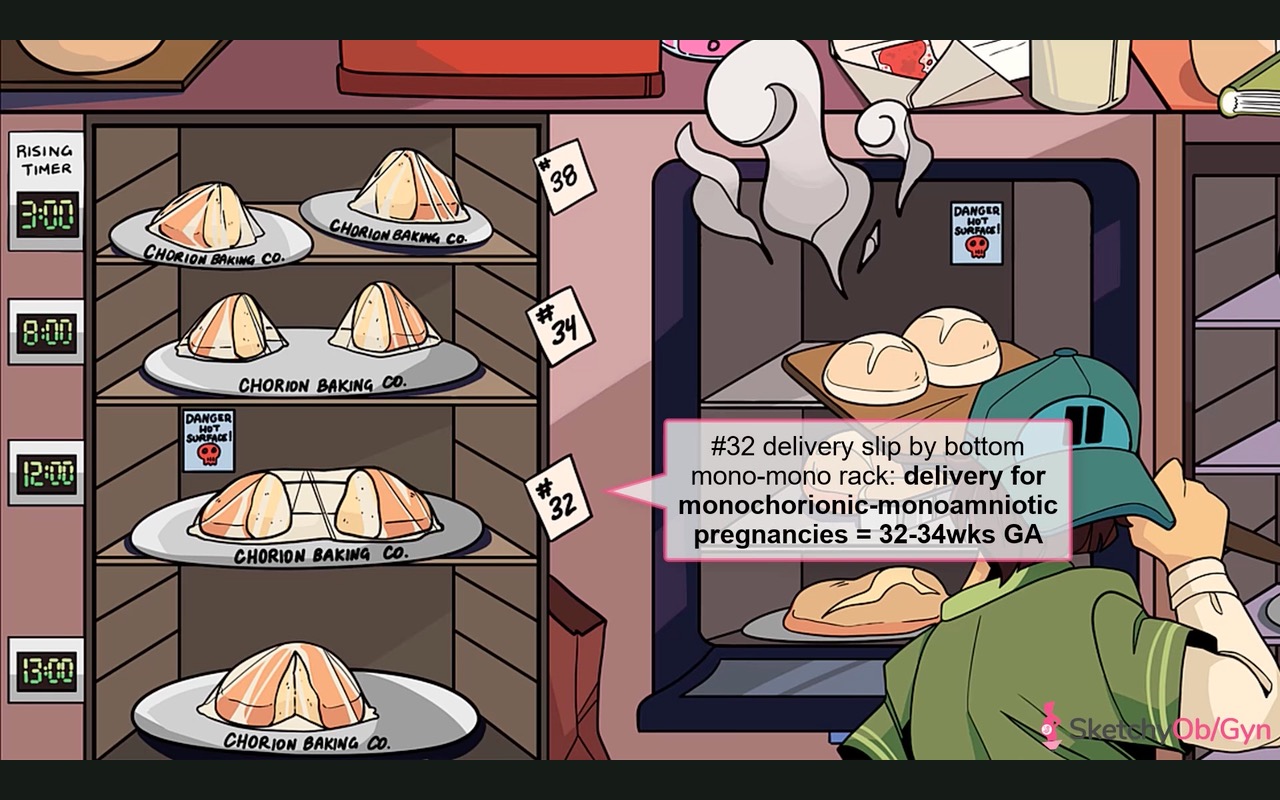 RISING
TIMER
3:00
CHORION BAKING CO.
CHORION BAKING CO.
#38
DANGER
HOT
SURFACE!
8:00
CHORION BAKING CO.
#34
DANGER
HOT
SURFACE!
12:00
CHORION BAKING CO.
#32
#32 delivery slip by bottom
mono-mono rack: delivery for
monochorionic-monoamniotic
pregnancies = 32-34wks GA
13:00
CHORION BAKING CO.
SketchyOb/Gyn